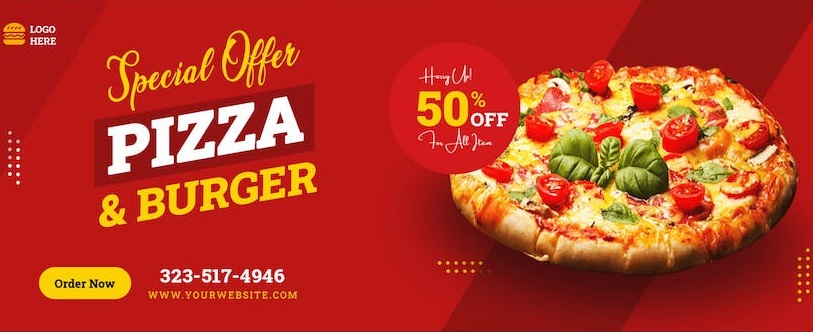 LOGO
HERE
Special Offer
PIZZA
& BURGER
Hurry Up!
50% OFF
For All Item
Order Now
323-517-4946
WWW.YOURWEBSITE.COM